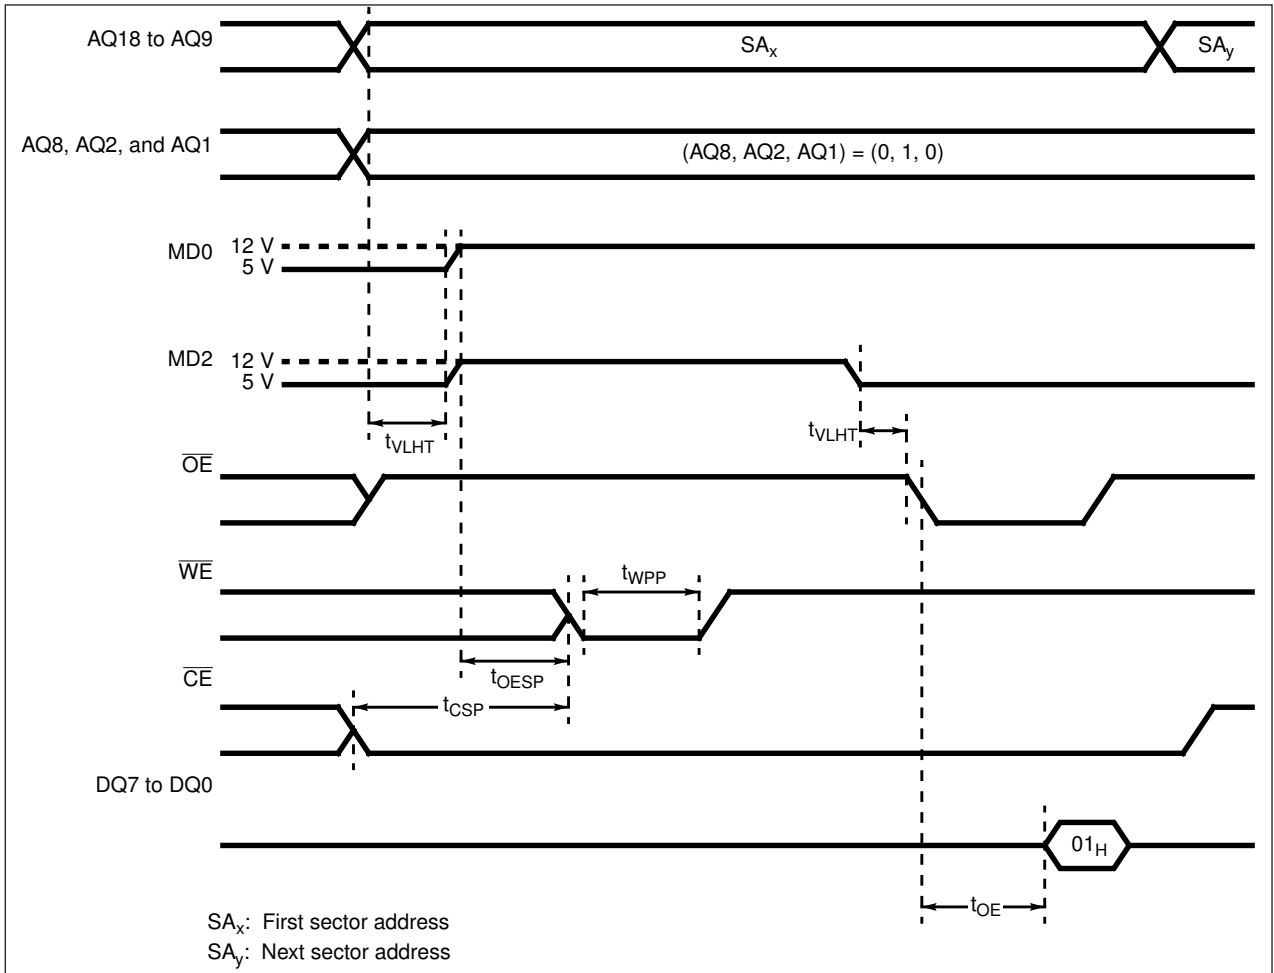 AQ18 to AQ9
SAx
SAy
AQ8, AQ2, and AQ1
(AQ8, AQ2, AQ1) = (0, 1, 0)
MD0
12 V
5 V
MD2
12 V
5 V
tVLHT
tVLHT
OE
WE
tWPP
tOESP
CE
tCSP
DQ7 to DQ0
01H
tOE
SAx: First sector address
SAy: Next sector address